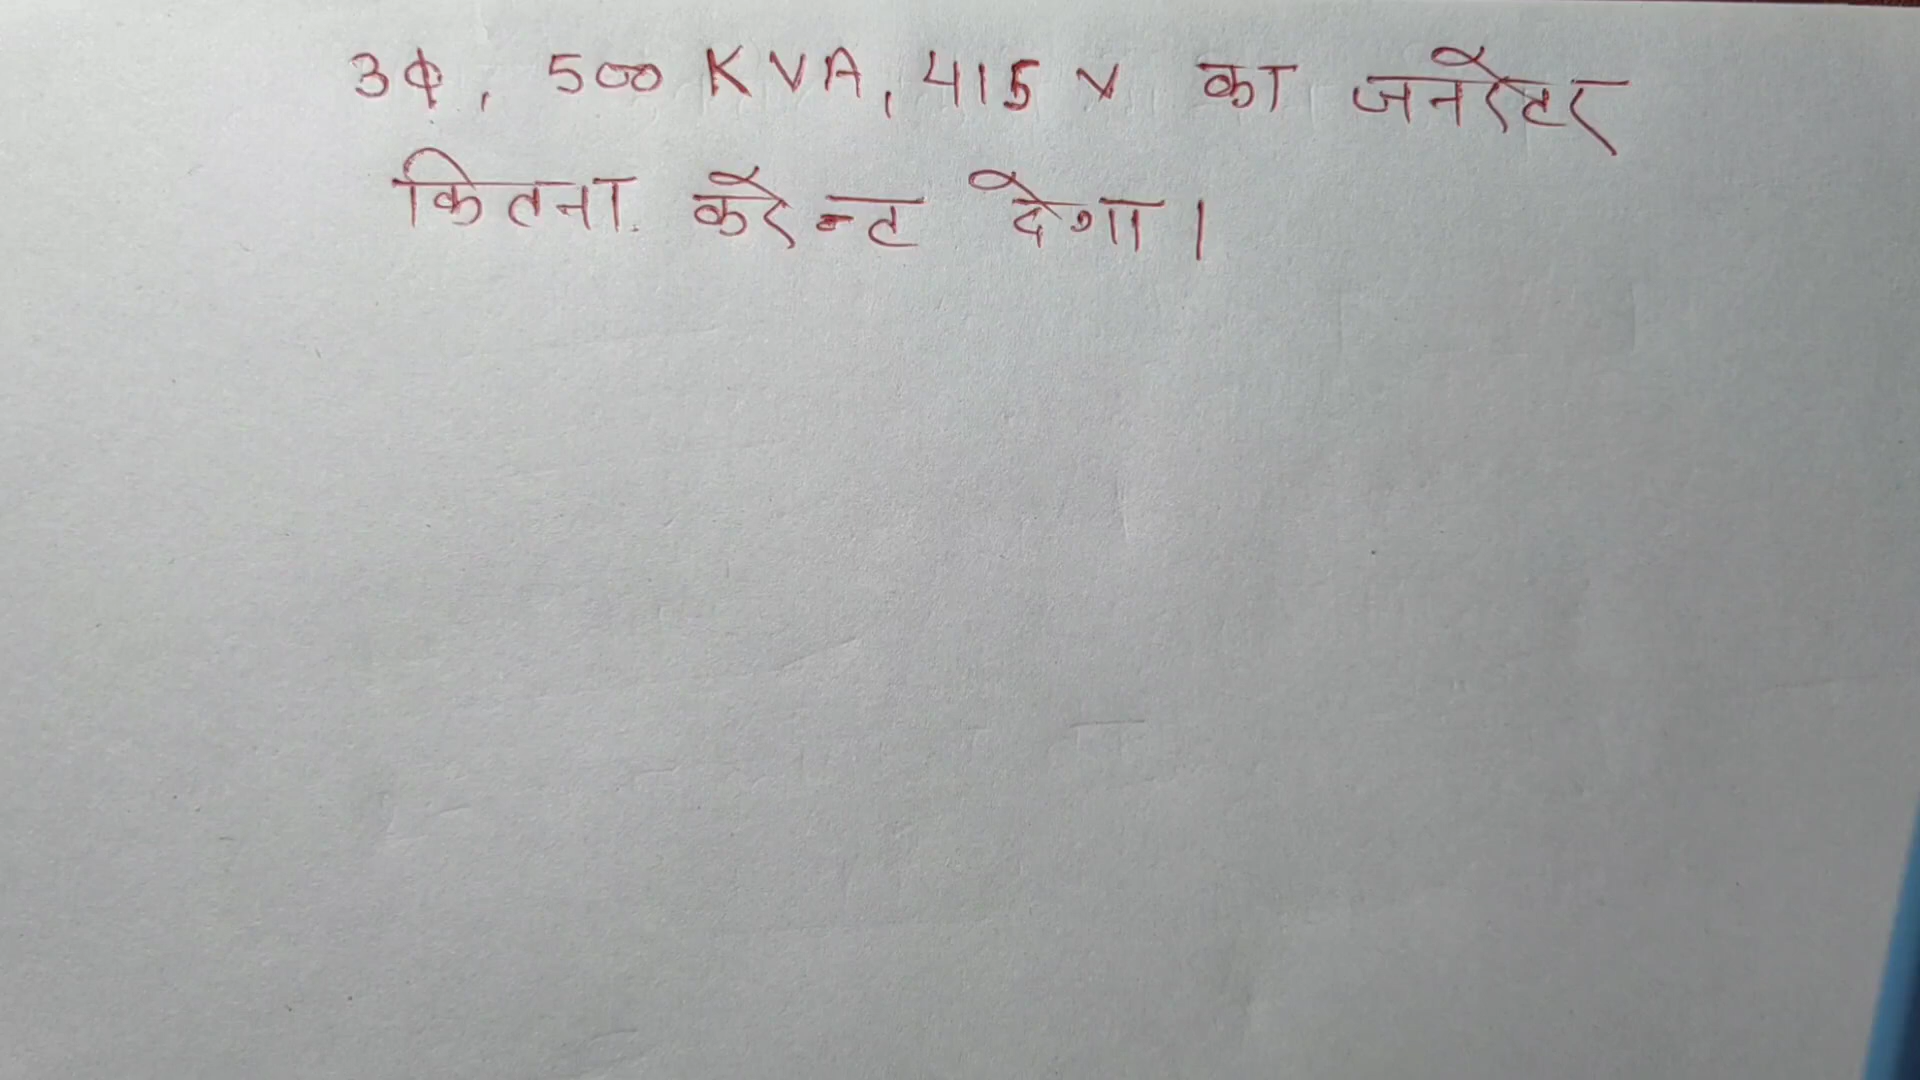 3Φ, 500 KVA, 415 V का जनरेटर
कितना करेन्ट देगा।